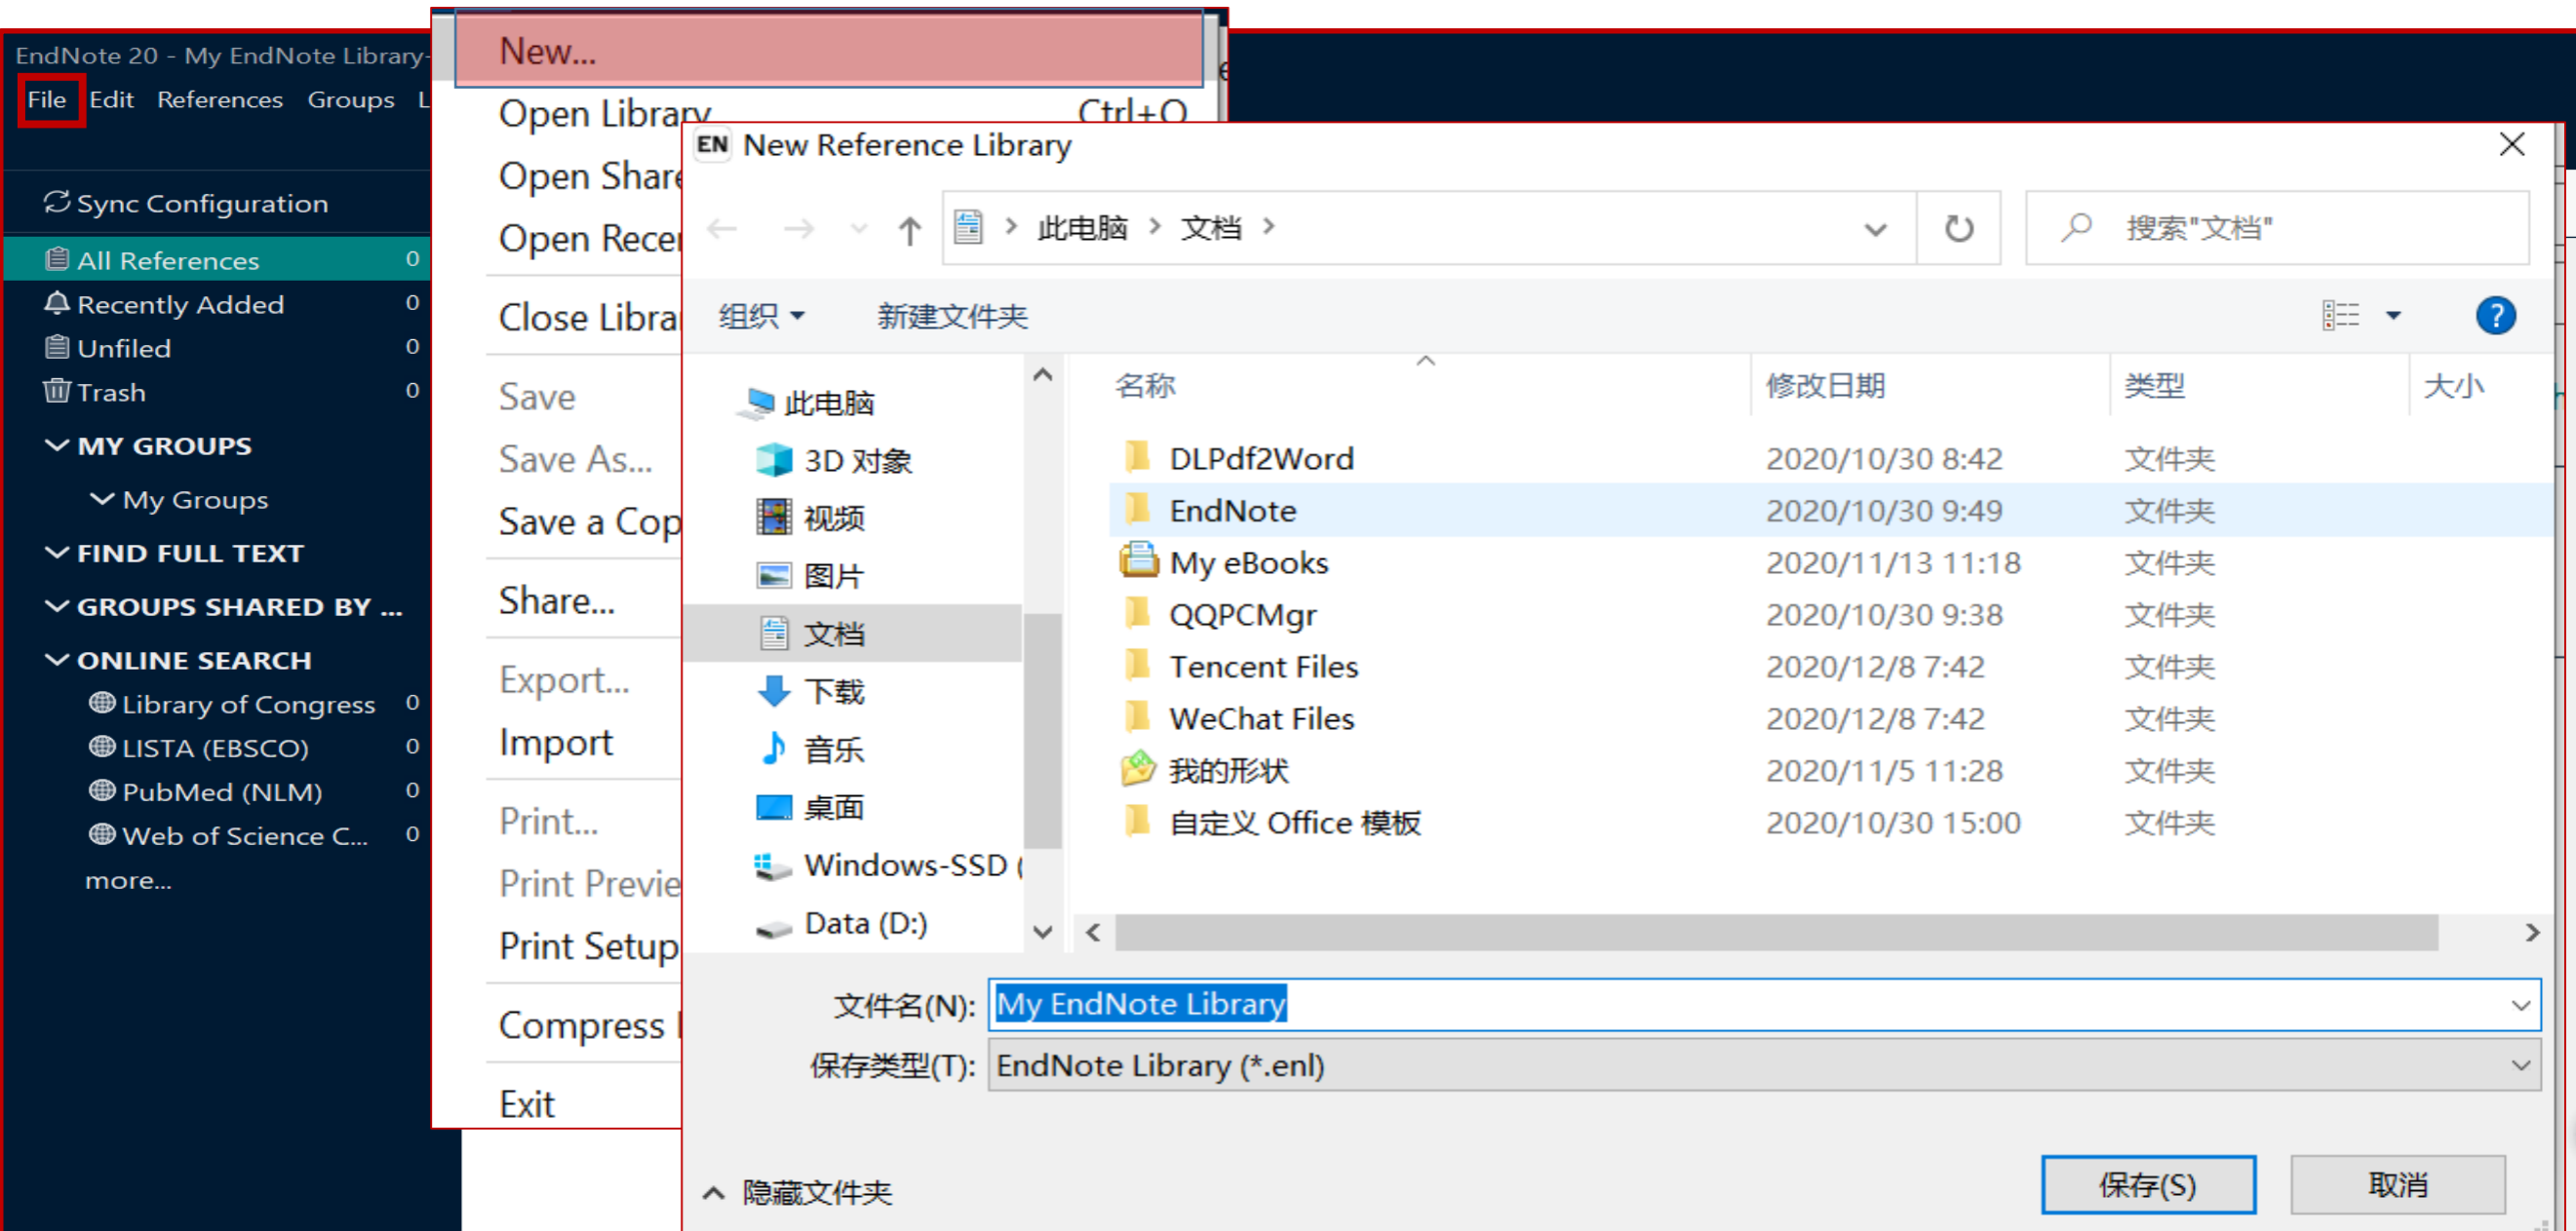 EndNote 20 - My EndNote Library-
File Edit References Groups L
Sync Configuration
All References 0
Recently Added 0
Unfiled 0
Trash 0
MY GROUPS
My Groups
FIND FULL TEXT
GROUPS SHARED BY ...
ONLINE SEARCH
Library of Congress 0
LISTA (EBSCO) 0
PubMed (NLM) 0
Web of Science C... 0
more...
New...
Open Library Ctrl+O
Open Share
Open Recen
Close Librar
Save
Save As...
Save a Cop
Share...
Export...
Import
Print...
Print Previe
Print Setup
Compress
Exit
EN New Reference Library
此电脑 > 文档 >
搜索"文档"
组织 新建文件夹
此电脑
3D 对象
视频
图片
文档
下载
音乐
桌面
Windows-SSD (
Data (D:)
名称 修改日期 类型 大小
DLPdf2Word 2020/10/30 8:42 文件夹
EndNote 2020/10/30 9:49 文件夹
My eBooks 2020/11/13 11:18 文件夹
QQPCMgr 2020/10/30 9:38 文件夹
Tencent Files 2020/12/8 7:42 文件夹
WeChat Files 2020/12/8 7:42 文件夹
我的形状 2020/11/5 11:28 文件夹
自定义 Office 模板 2020/10/30 15:00 文件夹
文件名(N): My EndNote Library
保存类型(T): EndNote Library (*.enl)
隐藏文件夹
保存(S) 取消